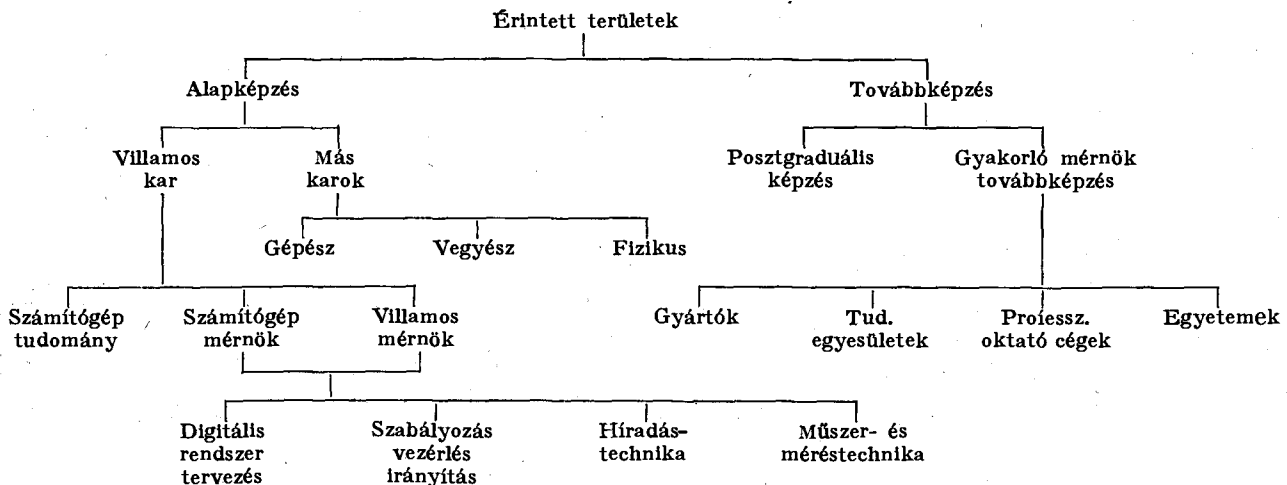 Érintett területek
Alapképzés
Továbbképzés
Villamos
kar
Más
karok
Posztgraduális
képzés
Gyakorló mérnök
továbbképzés
Gépész
Vegyész
Fizikus
Számítógép
tudomány
Számítógép
mérnök
Villamos
mérnök
Gyártók
Tud.
egyesületek
Professz.
oktató cégek
Egyetemek
Digitális
rendszer
tervezés
Szabályozás
vezérlés
irányítás
Híradás-
technika
Műszer- és
méréstechnika